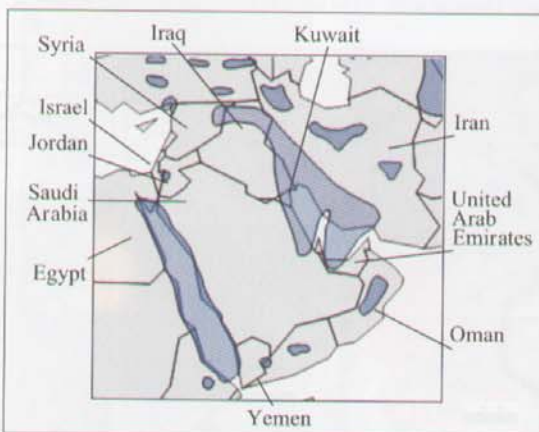 Syria
Iraq
Kuwait
Israel
Jordan
Saudi
Arabia
Egypt
Iran
United
Arab
Emirates
Oman
Yemen